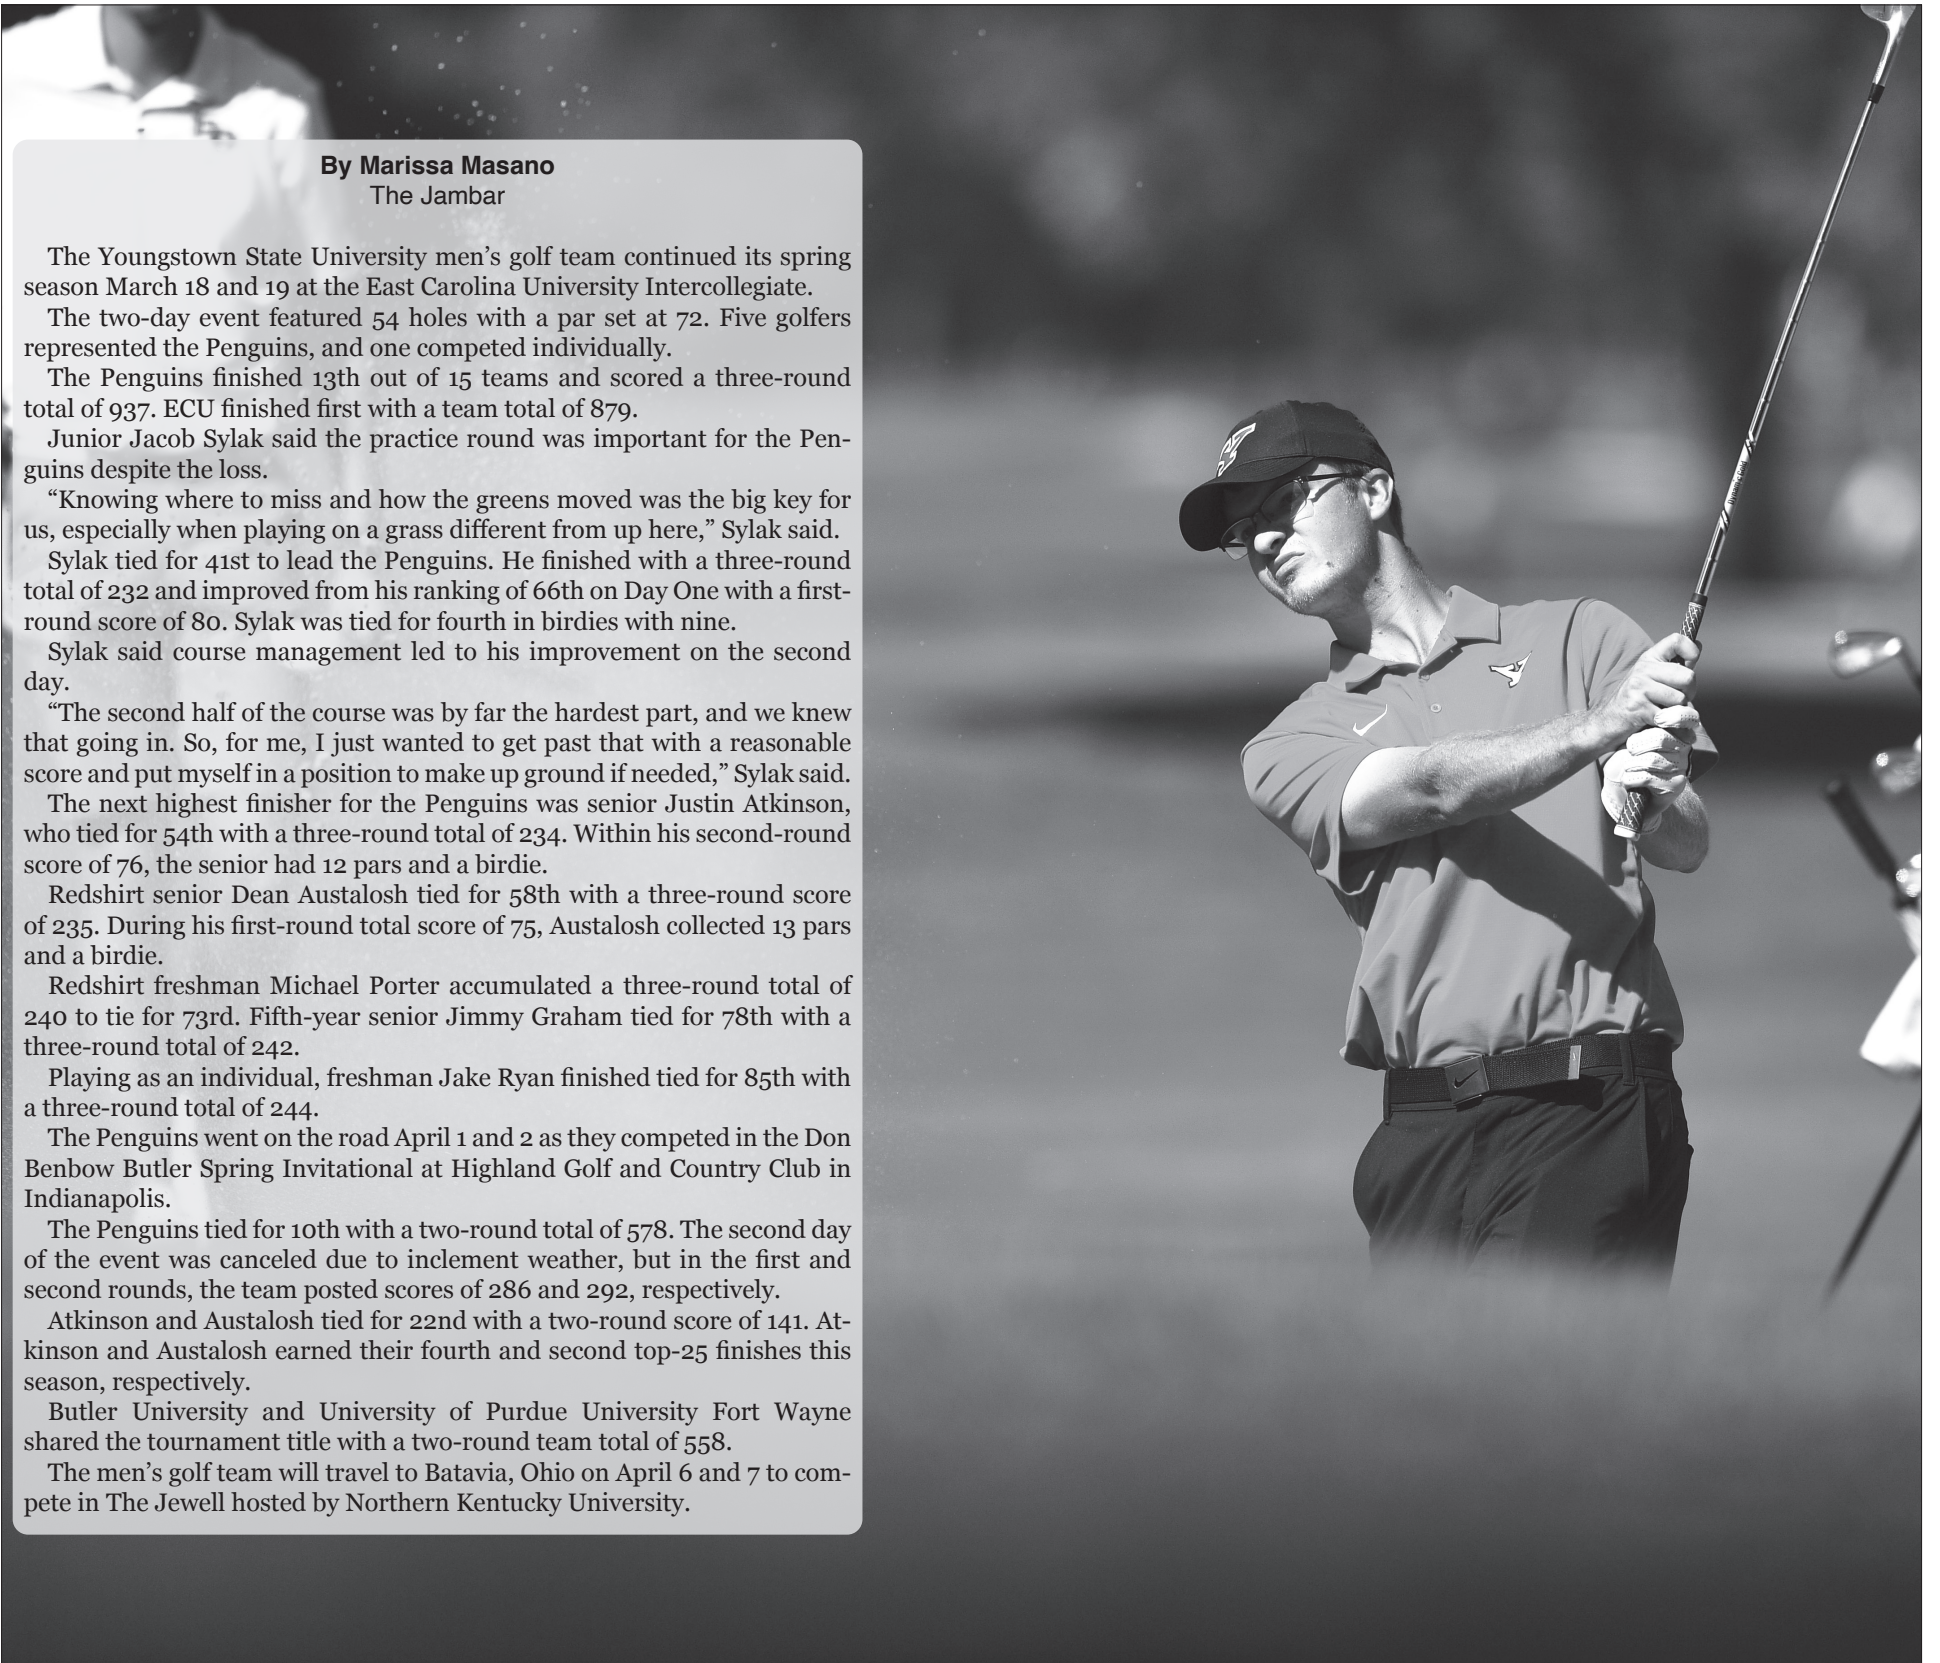 By Marissa Masano
The Jambar
The Youngstown State University men’s golf team continued its spring
season March 18 and 19 at the East Carolina University Intercollegiate.
The two-day event featured 54 holes with a par set at 72. Five golfers
represented the Penguins, and one competed individually.
The Penguins finished 13th out of 15 teams and scored a three-round
total of 937. ECU finished first with a team total of 879.
Junior Jacob Sylak said the practice round was important for the Pen-
guins despite the loss.
“Knowing where to miss and how the greens moved was the big key for
us, especially when playing on a grass different from up here,” Sylak said.
Sylak tied for 41st to lead the Penguins. He finished with a three-round
total of 232 and improved from his ranking of 66th on Day One with a first-
round score of 80. Sylak was tied for fourth in birdies with nine.
Sylak said course management led to his improvement on the second
day.
“The second half of the course was by far the hardest part, and we knew
that going in. So, for me, I just wanted to get past that with a reasonable
score and put myself in a position to make up ground if needed,” Sylak said.
The next highest finisher for the Penguins was senior Justin Atkinson,
who tied for 54th with a three-round total of 234. Within his second-round
score of 76, the senior had 12 pars and a birdie.
Redshirt senior Dean Austalosh tied for 58th with a three-round score
of 235. During his first-round total score of 75, Austalosh collected 13 pars
and a birdie.
Redshirt freshman Michael Porter accumulated a three-round total of
240 to tie for 73rd. Fifth-year senior Jimmy Graham tied for 78th with a
three-round total of 242.
Playing as an individual, freshman Jake Ryan finished tied for 85th with
a three-round total of 244.
The Penguins went on the road April 1 and 2 as they competed in the Don
Benbow Butler Spring Invitational at Highland Golf and Country Club in
Indianapolis.
The Penguins tied for 10th with a two-round total of 578. The second day
of the event was canceled due to inclement weather, but in the first and
second rounds, the team posted scores of 286 and 292, respectively.
Atkinson and Austalosh tied for 22nd with a two-round score of 141. At-
kinson and Austalosh earned their fourth and second top-25 finishes this
season, respectively.
Butler University and University of Purdue University Fort Wayne
shared the tournament title with a two-round team total of 558.
The men’s golf team will travel to Batavia, Ohio on April 6 and 7 to com-
pete in The Jewell hosted by Northern Kentucky University.
Y
Y